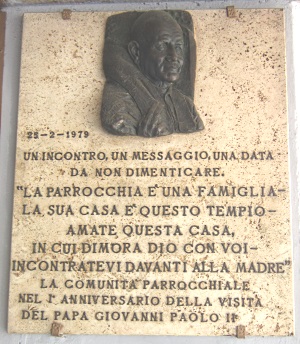 25-2-1979
UN INCONTRO, UN MESSAGGIO, UNA DATA
DA NON DIMENTICARE.
"LA PARROCCHIA E' UNA FAMIGLIA-
LA SUA CASA E' QUESTO TEMPIO-
AMATE QUESTA CASA,
IN CUI DIMORA DIO CON VOI-
INCONTRATEVI DAVANTI ALLA MADRE"
LA COMUNITA PARROCCHIALE
NEL 1° ANNIVERSARIO DELLA VISITA
DEL PAPA GIOVANNI PAOLO II°